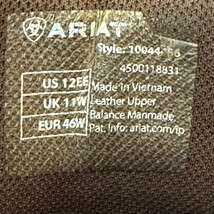 ARIAT
Style:
4500118831
US 12EE
UK 11W
EUR 46W
Made in Vietnam
Leather Upper
Balance Manmade
Pat. Info: ariat.com/ip